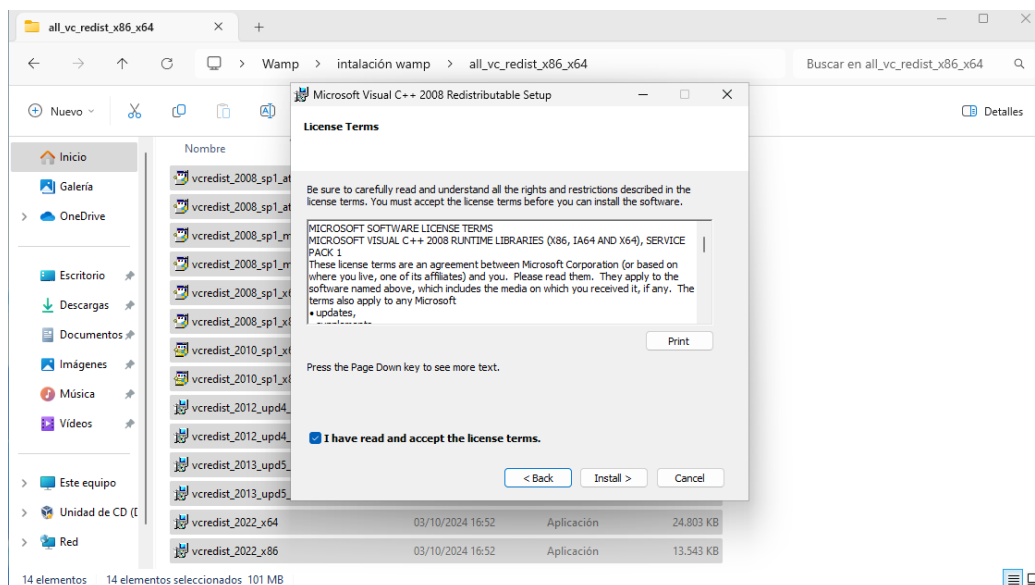 all_vc_redist_x86_x64
Wamp > intalación wamp > all_vc_redist_x86_x64
Buscar en all_vc_redist_x86_x64
Nuevo
Detalles
Inicio
Galería
OneDrive
Escritorio
Descargas
Documentos
Imágenes
Música
Vídeos
Este equipo
Unidad de CD (
Red
Nombre
vcredist_2008_sp1_at
vcredist_2008_sp1_at
vcredist_2008_sp1_m
vcredist_2008_sp1_m
vcredist_2008_sp1_x6
vcredist_2008_sp1_x8
vcredist_2010_sp1_x6
vcredist_2010_sp1_x8
vcredist_2012_upd4_
vcredist_2012_upd4_
vcredist_2013_upd5_
vcredist_2013_upd5_
vcredist_2022_x64 03/10/2024 16:52 Aplicación 24.803 KB
vcredist_2022_x86 03/10/2024 16:52 Aplicación 13.543 KB
Microsoft Visual C++ 2008 Redistributable Setup
License Terms
Be sure to carefully read and understand all the rights and restrictions described in the
license terms. You must accept the license terms before you can install the software.
MICROSOFT SOFTWARE LICENSE TERMS
MICROSOFT VISUAL C++ 2008 RUNTIME LIBRARIES (X86, IA64 AND X64), SERVICE
PACK 1
These license terms are an agreement between Microsoft Corporation (or based on
where you live, one of its affiliates) and you. Please read them. They apply to the
software named above, which includes the media on which you received it, if any. The
terms also apply to any Microsoft
• updates,
Print
Press the Page Down key to see more text.
I have read and accept the license terms.
< Back
Install >
Cancel
14 elementos
14 elementos seleccionados 101 MB